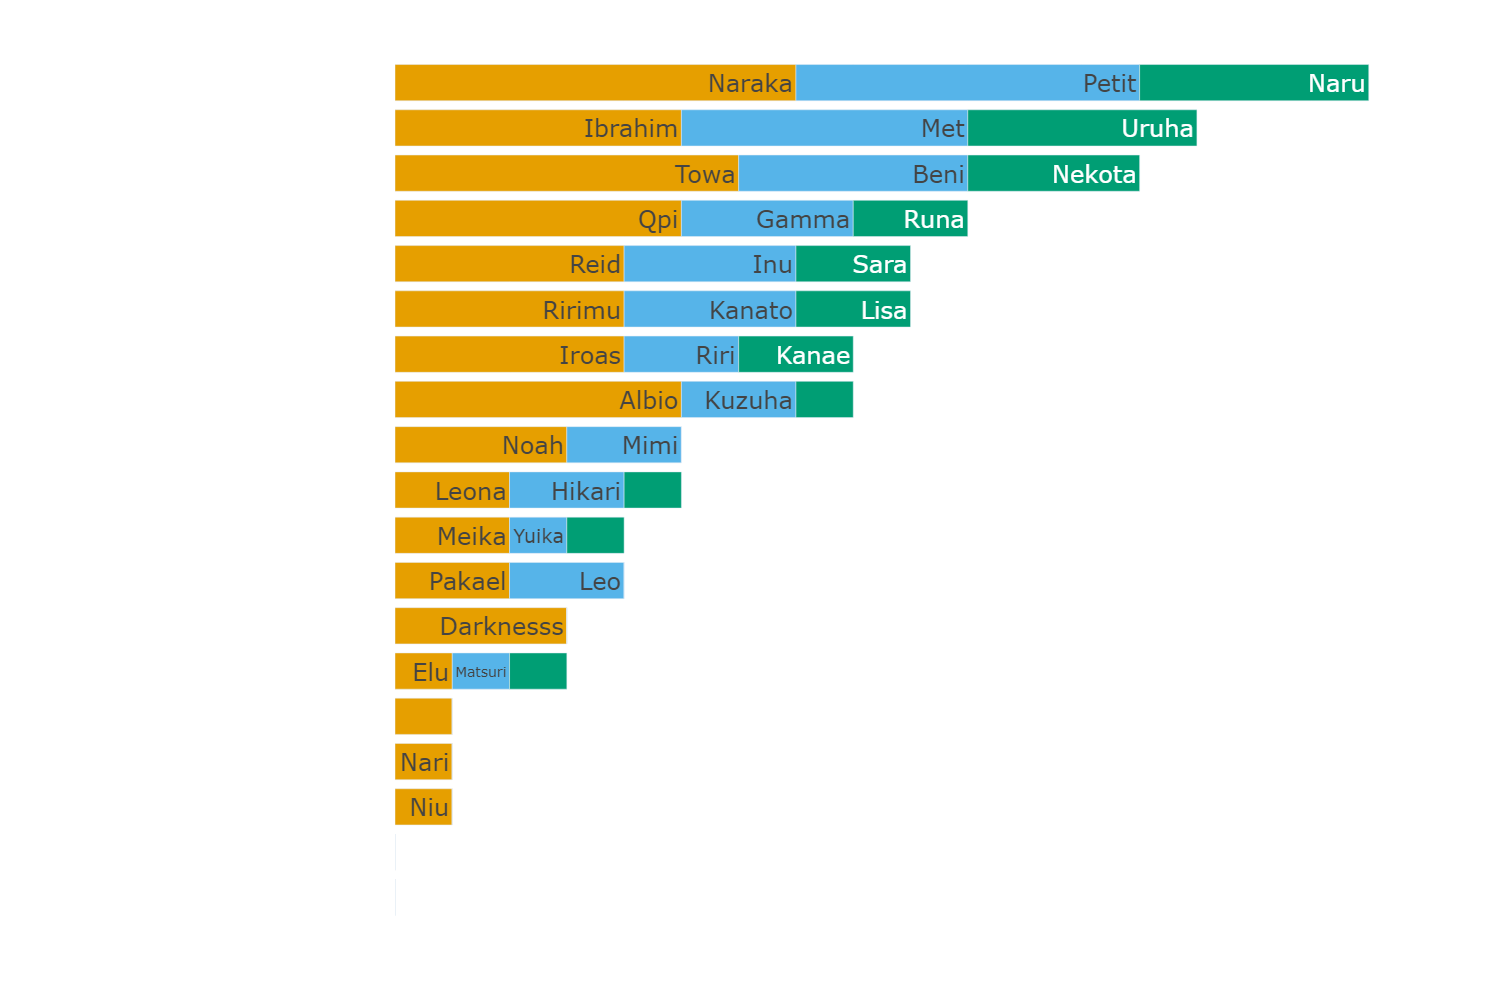 Naraka Petit Naru
Ibrahim Met Uruha
Towa Beni Nekota
Qpi Gamma Runa
Reid Inu Sara
Ririmu Kanato Lisa
Iroas Riri Kanae
Albio Kuzuha
Noah Mimi
Leona Hikari
Meika Yuika
Pakael Leo
Darknesss
Elu Matsuri
Nari
Niu